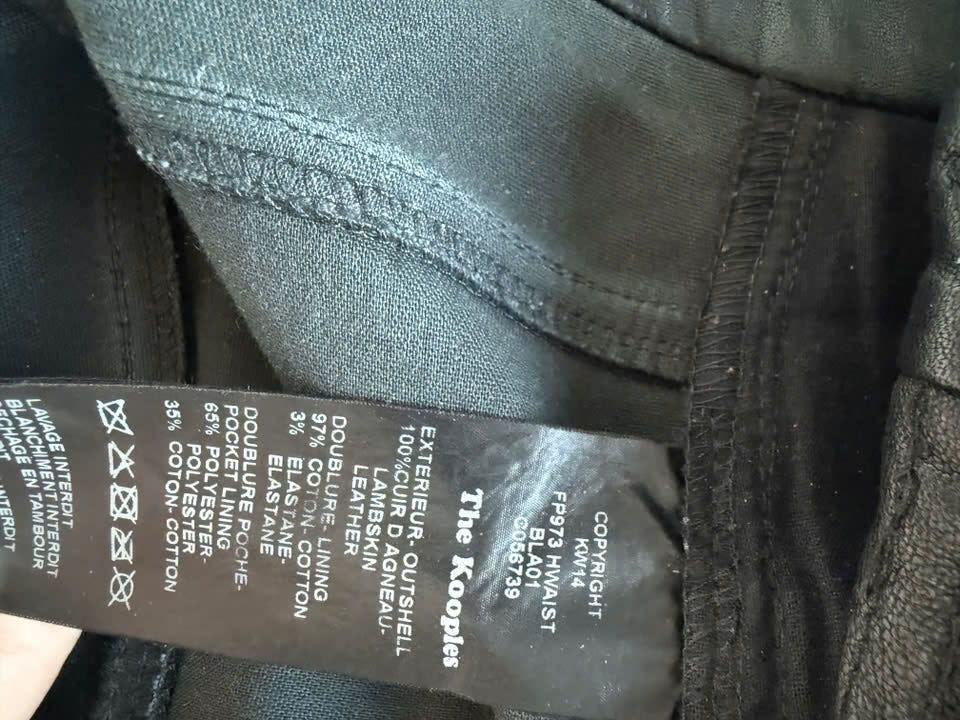 COPYRIGHT
KW14
FP973 HWAIST
BLA01
C056739
The Kooples
EXTERIEUR: OUTSHELL
100%CUIR D AGNEAU-
LAMBSKIN
LEATHER
DOUBLURE- LINING
97% COTON- COTTON
3% ELASTANE-
ELASTANE
DOUBLURE POCHE-
POCKET LINING
65% POLYESTER-
POLYESTER
35% COTON- COTTON
LAVAGE INTERDIT
BLANCHIMENT INTERDIT
SECHAGE EN TAMBOUR